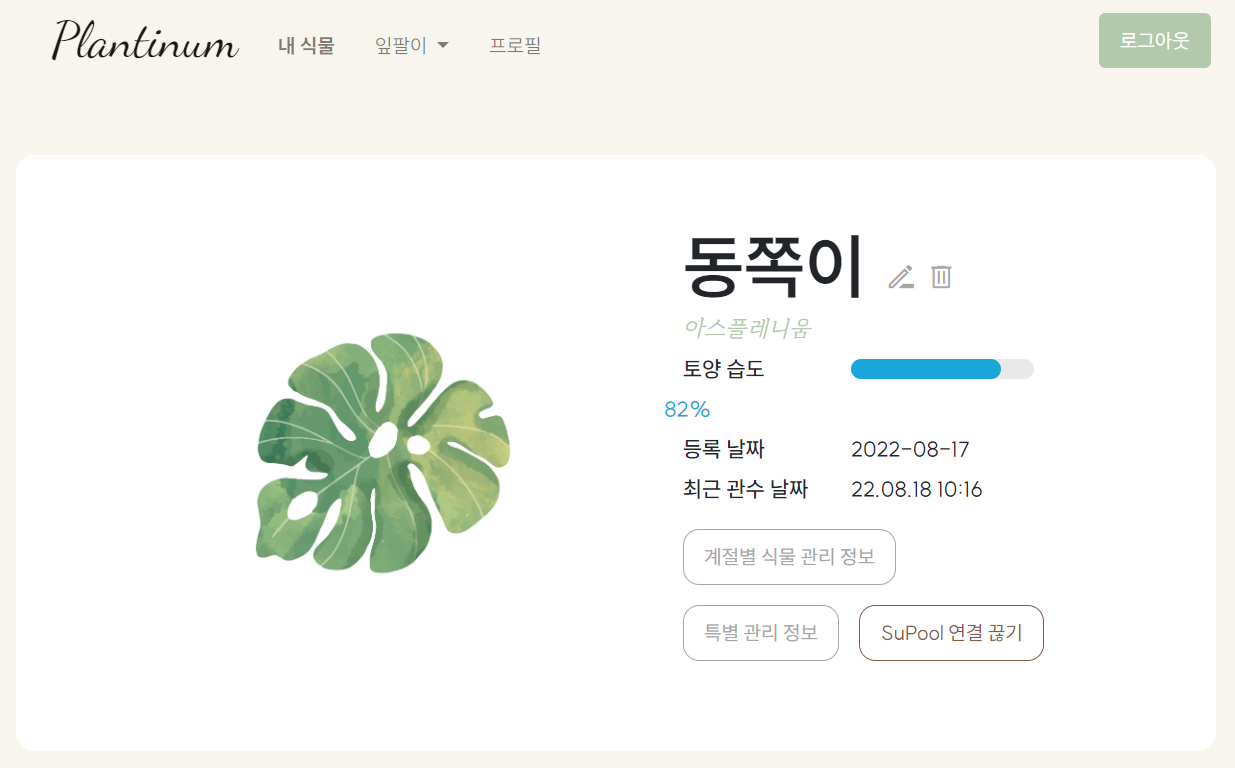 Plantinum 내 식물 잎팔이 프로필 로그아웃
동쪽이
아스플레니움
토양 습도
82%
등록 날짜 2022-08-17
최근 관수 날짜 22.08.18 10:16
계절별 식물 관리 정보
특별 관리 정보 SuPool 연결 끊기